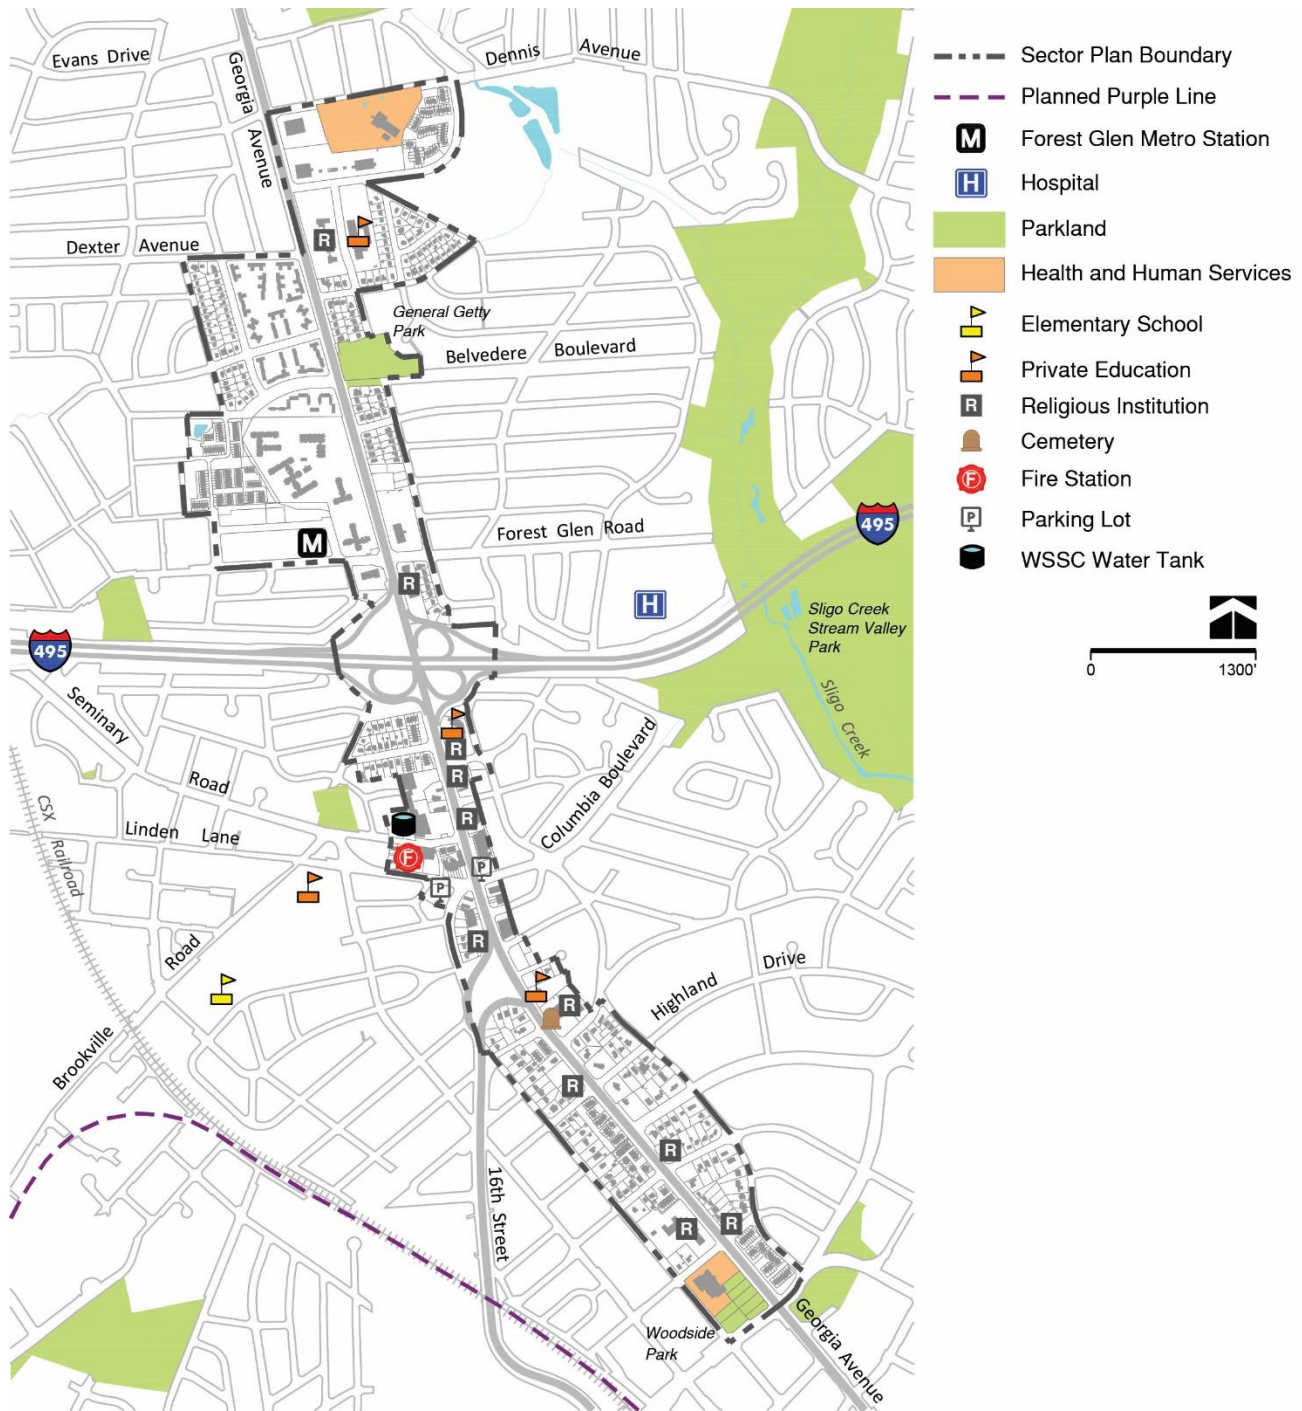 Evans Drive
Georgia Avenue
Dennis Avenue
Dexter Avenue
R
General Getty
Park
Belvedere Boulevard
M
Forest Glen Road
R
H
495
495
Sligo Creek
Stream Valley
Park
Sligo Creek
Seminary
Road
R
R
R
Columbia Boulevard
CSX Railroad
Linden Lane
F
P
P
Road
R
Brookville
R
Highland Drive
R
R
16th Street
R
R
Woodside
Park
Georgia Avenue
Sector Plan Boundary
Planned Purple Line
M Forest Glen Metro Station
H Hospital
Parkland
Health and Human Services
Elementary School
Private Education
R Religious Institution
Cemetery
F Fire Station
P Parking Lot
WSSC Water Tank
0 1300'